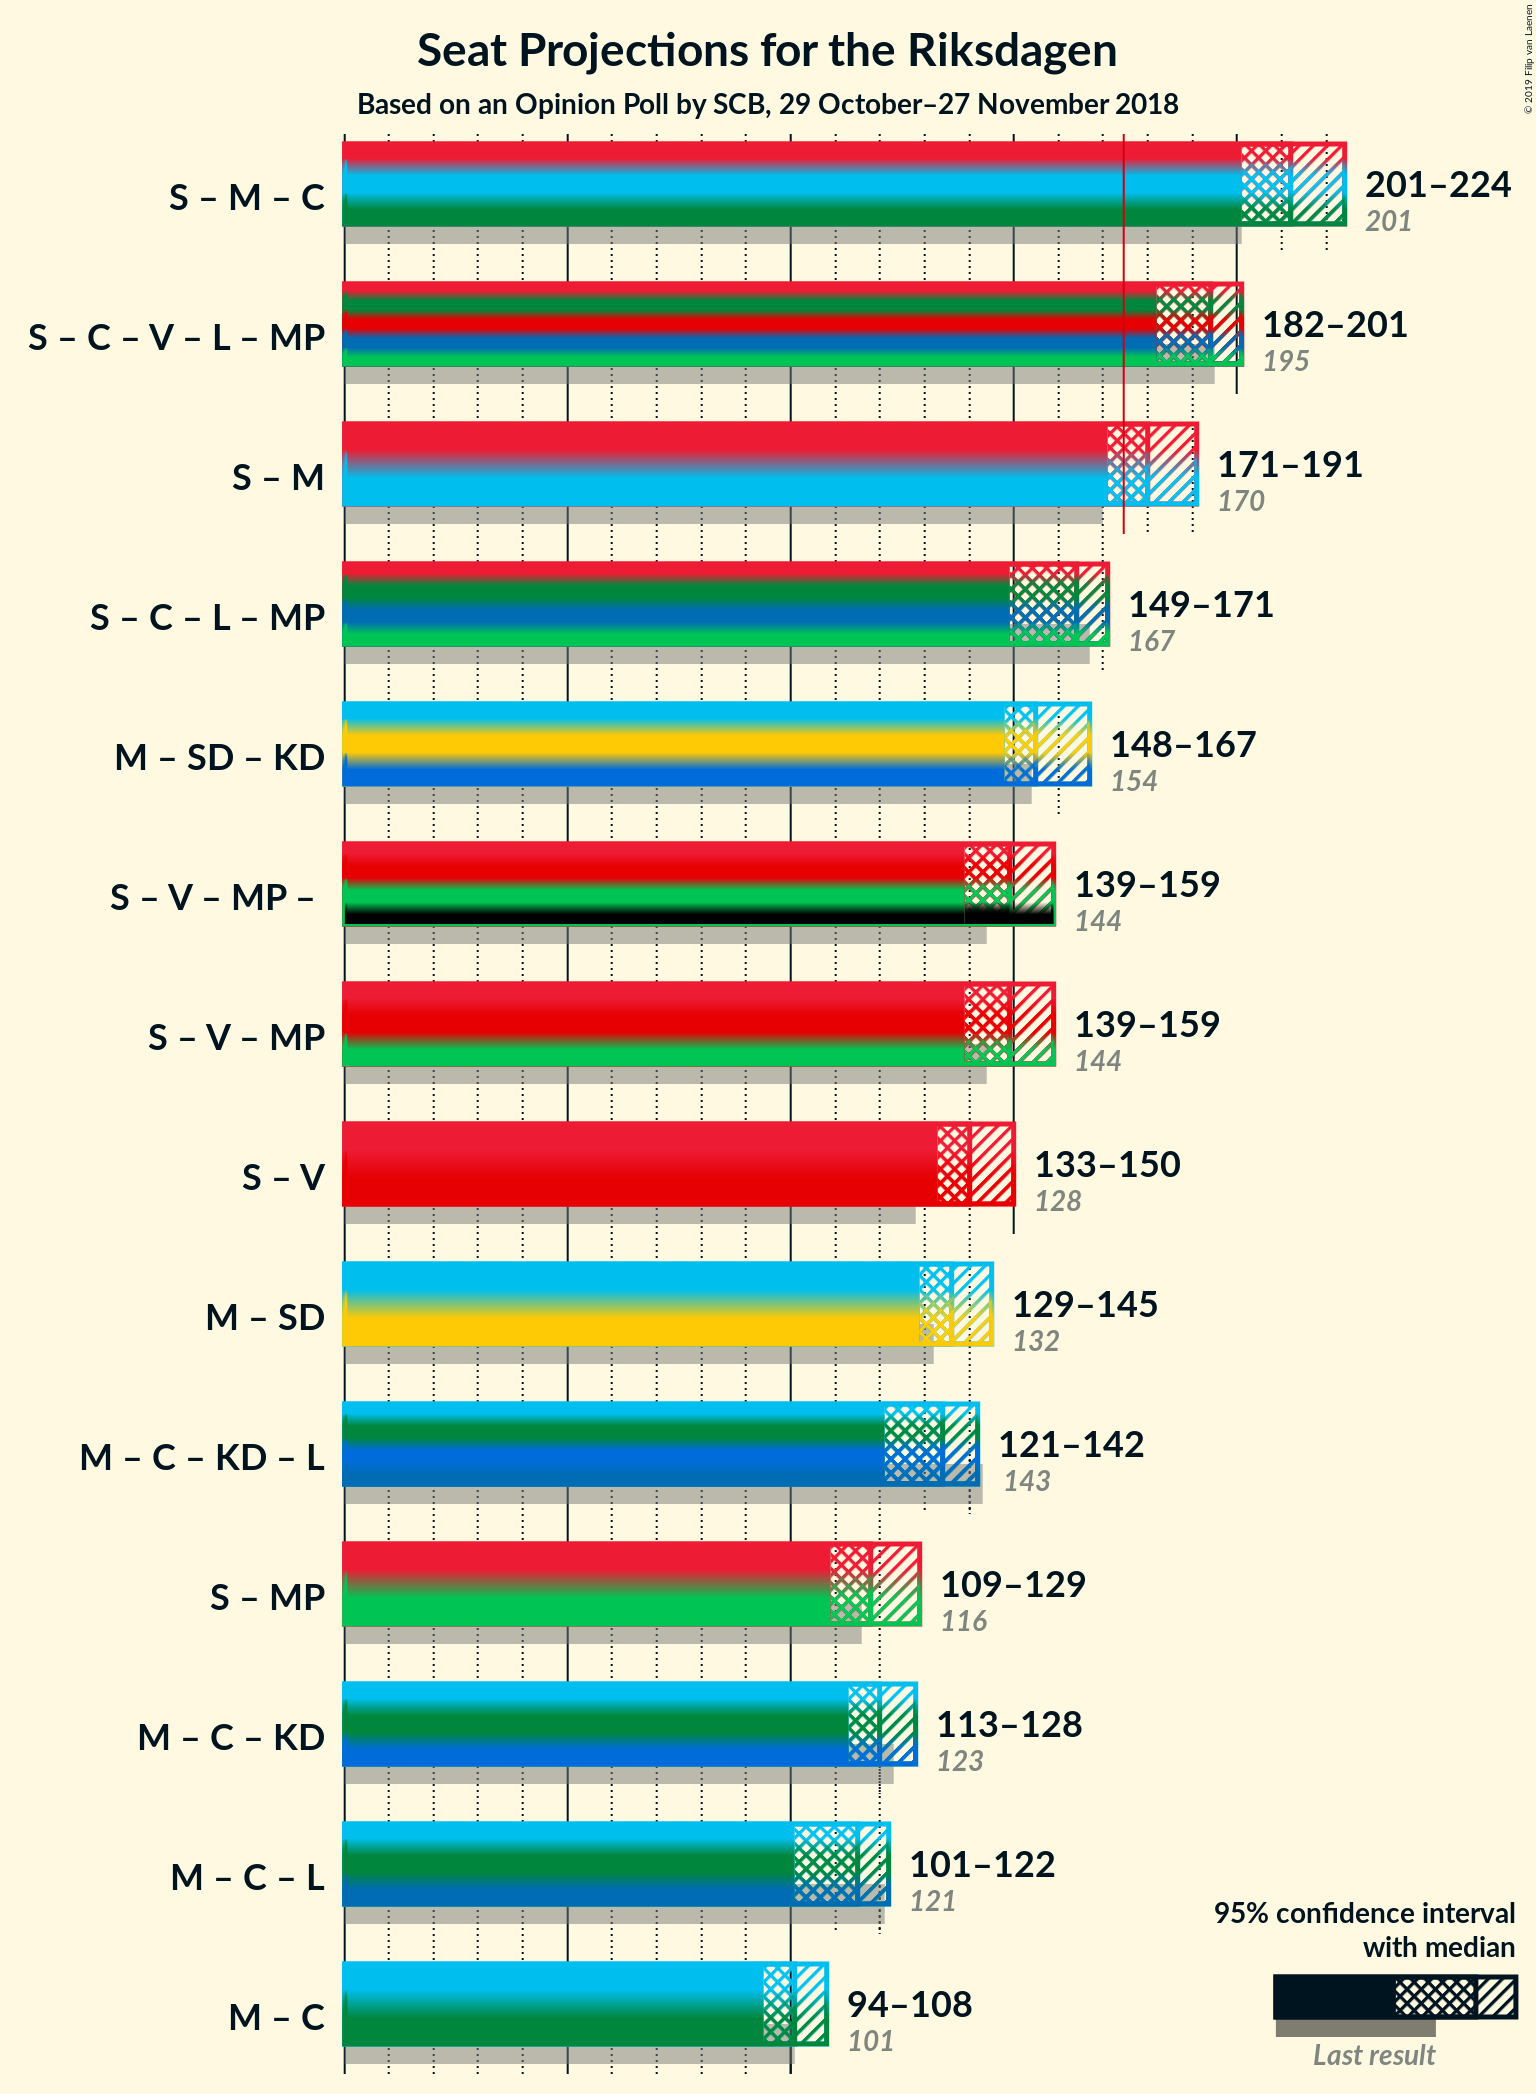 Seat Projections for the Riksdagen
Based on an Opinion Poll by SCB, 29 October–27 November 2018
© 2019 Filip van Laenen
S – M – C
201–224
201
S – C – V – L – MP
182–201
195
S – M
171–191
170
S – C – L – MP
149–171
167
M – SD – KD
148–167
154
S – V – MP –
139–159
144
S – V – MP
139–159
144
S – V
133–150
128
M – SD
129–145
132
M – C – KD – L
121–142
143
S – MP
109–129
116
M – C – KD
113–128
123
M – C – L
101–122
121
M – C
94–108
101
95% confidence interval
with median
Last result